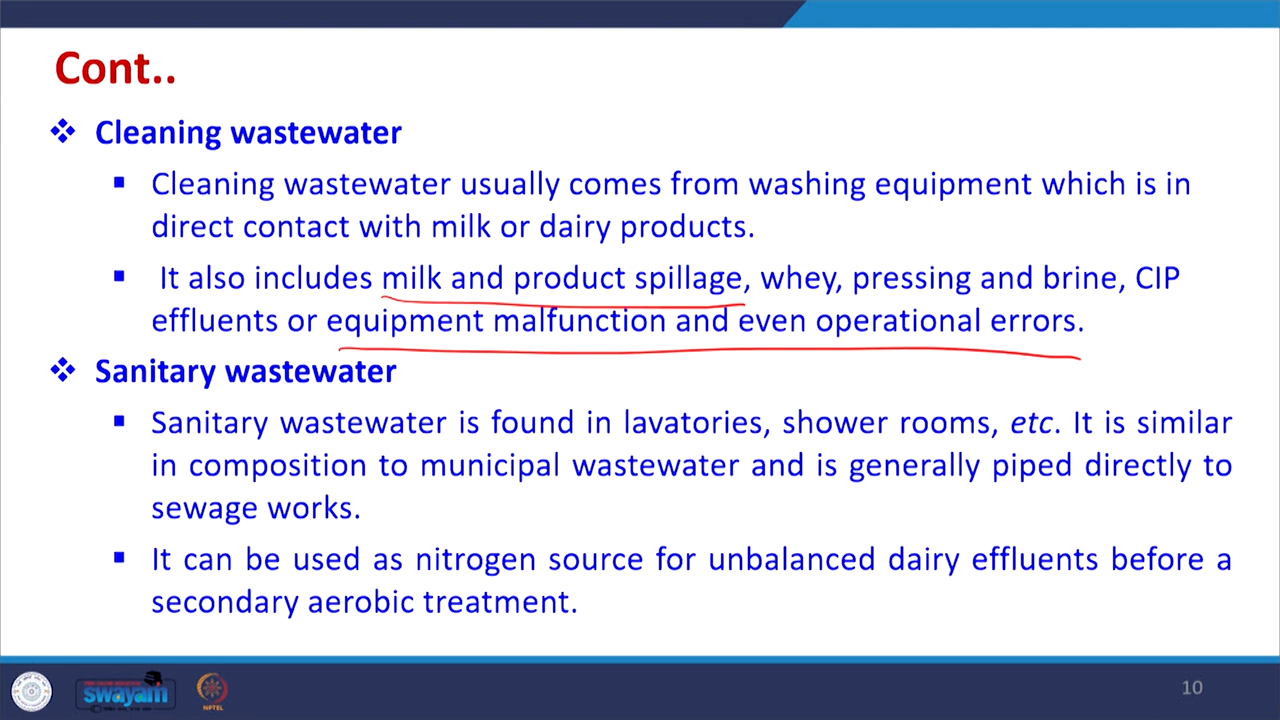 Cont..
❖ Cleaning wastewater
▪ Cleaning wastewater usually comes from washing equipment which is in
direct contact with milk or dairy products.
▪ It also includes milk and product spillage, whey, pressing and brine, CIP
effluents or equipment malfunction and even operational errors.
❖ Sanitary wastewater
▪ Sanitary wastewater is found in lavatories, shower rooms, etc. It is similar
in composition to municipal wastewater and is generally piped directly to
sewage works.
▪ It can be used as nitrogen source for unbalanced dairy effluents before a
secondary aerobic treatment.
swayam
NPTEL
10